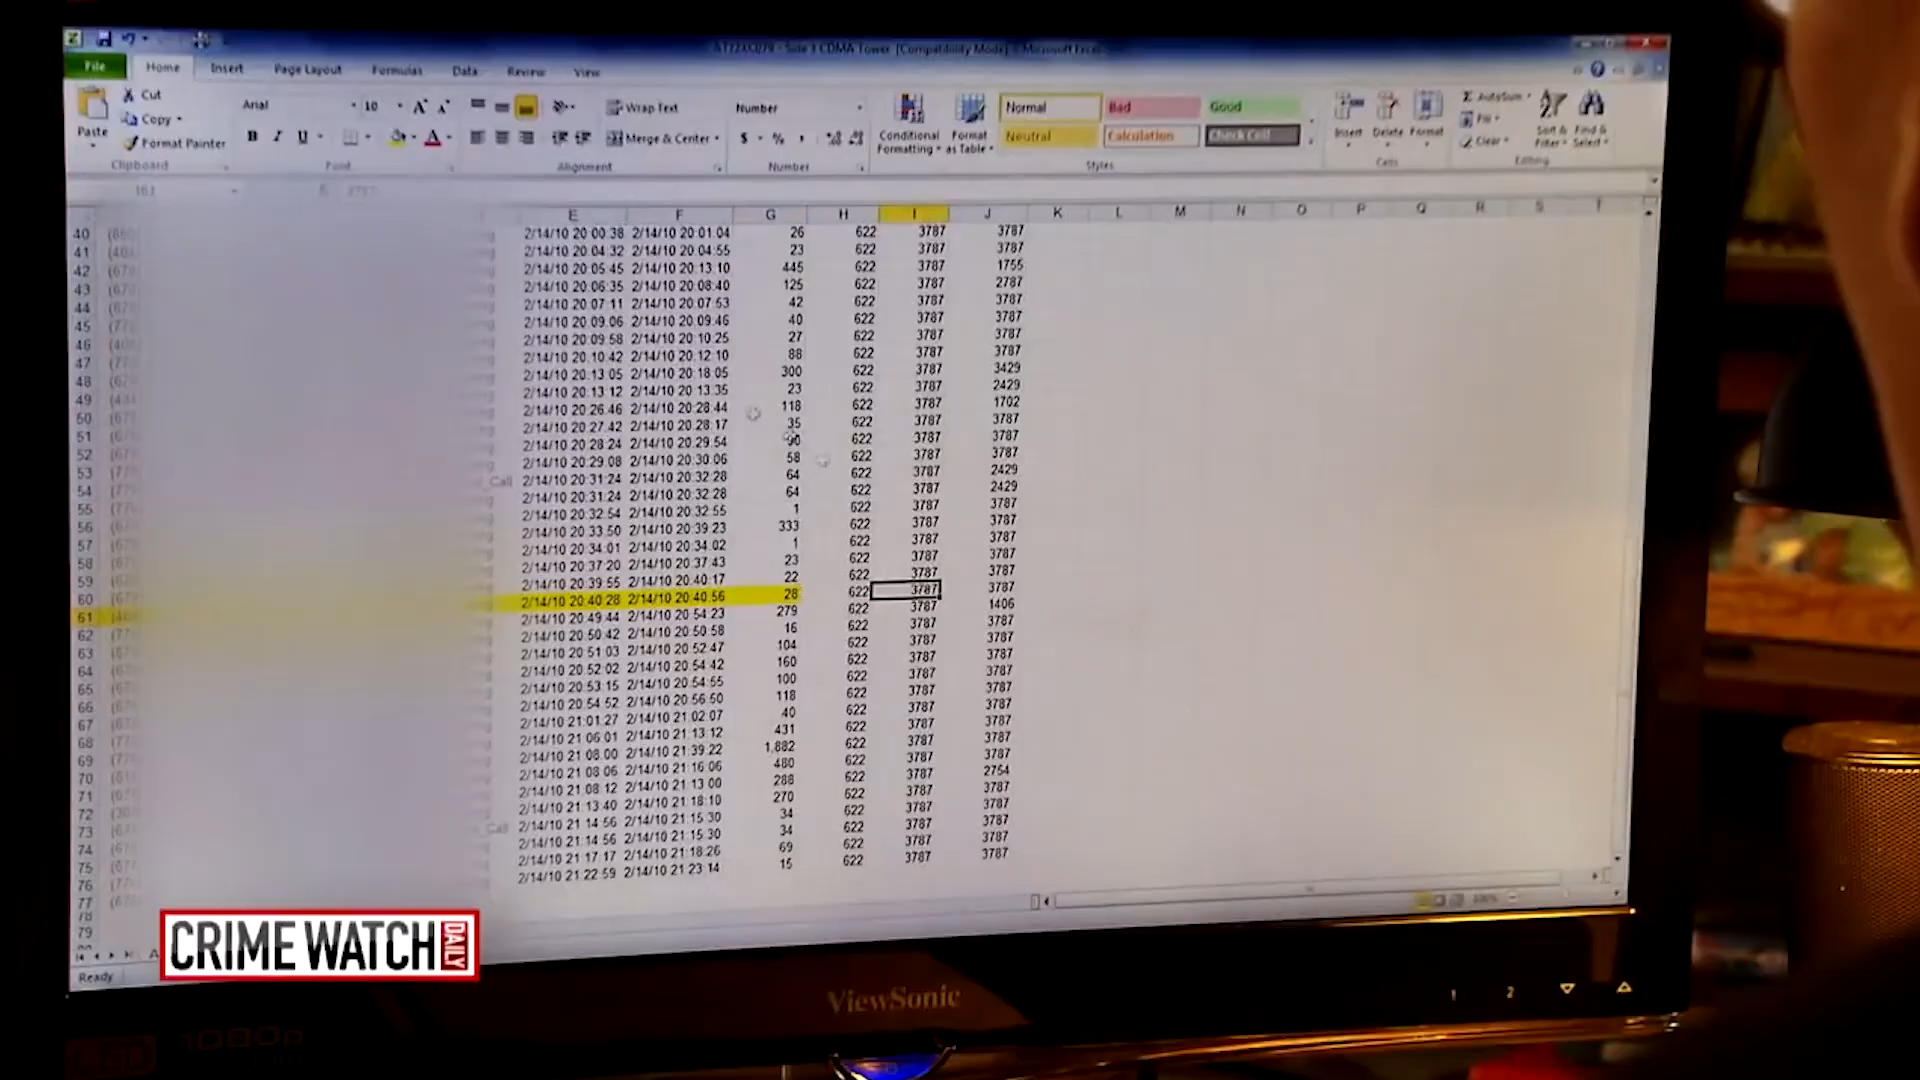 File Home Insert Page Layout Formulas Data Review View
Cut
Copy
Paste Format Painter
Clipboard
Arial 10
B I U
Font
Wrap Text
Merge & Center
Alignment
Number
$ % ,
Number
Conditional Formatting
Format as Table
Normal Bad Good
Neutral Calculation Check Cell
Styles
Insert Delete Format
Cells
AutoSum
Fill
Clear
Sort & Filter
Find & Select
Editing
E F G H I J K L M N O P Q R S T
2/14/10 20:00:38 2/14/10 20:01:04 26 622 3787 3787
2/14/10 20:04:32 2/14/10 20:04:55 23 622 3787 3787
2/14/10 20:05:45 2/14/10 20:13:10 445 622 3787 1755
2/14/10 20:06:35 2/14/10 20:08:40 125 622 3787 2787
2/14/10 20:07:11 2/14/10 20:07:53 42 622 3787 3787
2/14/10 20:09:06 2/14/10 20:09:46 40 622 3787 3787
2/14/10 20:09:58 2/14/10 20:10:25 27 622 3787 3787
2/14/10 20:10:42 2/14/10 20:12:10 88 622 3787 3787
2/14/10 20:13:05 2/14/10 20:18:05 300 622 3787 3429
2/14/10 20:13:12 2/14/10 20:13:35 23 622 3787 2429
2/14/10 20:26:46 2/14/10 20:28:44 118 622 3787 1702
2/14/10 20:27:42 2/14/10 20:28:17 35 622 3787 3787
2/14/10 20:28:24 2/14/10 20:29:54 90 622 3787 3787
2/14/10 20:29:08 2/14/10 20:30:06 58 622 3787 3787
Call 2/14/10 20:31:24 2/14/10 20:32:28 64 622 3787 2429
2/14/10 20:31:24 2/14/10 20:32:28 64 622 3787 2429
2/14/10 20:32:54 2/14/10 20:32:55 1 622 3787 3787
2/14/10 20:33:50 2/14/10 20:39:23 333 622 3787 3787
2/14/10 20:34:01 2/14/10 20:34:02 1 622 3787 3787
2/14/10 20:37:20 2/14/10 20:37:43 23 622 3787 3787
2/14/10 20:39:55 2/14/10 20:40:17 22 622 3787 3787
2/14/10 20:40:28 2/14/10 20:40:56 28 622 3787 3787
2/14/10 20:49:44 2/14/10 20:54:23 279 622 3787 1406
2/14/10 20:50:42 2/14/10 20:50:58 16 622 3787 3787
2/14/10 20:51:03 2/14/10 20:52:47 104 622 3787 3787
2/14/10 20:52:02 2/14/10 20:54:42 160 622 3787 3787
2/14/10 20:53:15 2/14/10 20:54:55 100 622 3787 3787
2/14/10 20:54:52 2/14/10 20:56:50 118 622 3787 3787
2/14/10 21:01:27 2/14/10 21:02:07 40 622 3787 3787
2/14/10 21:06:01 2/14/10 21:13:12 431 622 3787 3787
2/14/10 21:08:00 2/14/10 21:39:22 1,882 622 3787 3787
2/14/10 21:08:06 2/14/10 21:16:06 480 622 3787 2754
2/14/10 21:08:12 2/14/10 21:13:00 288 622 3787 3787
2/14/10 21:13:40 2/14/10 21:18:10 270 622 3787 3787
Call 2/14/10 21:14:56 2/14/10 21:15:30 34 622 3787 3787
2/14/10 21:14:56 2/14/10 21:15:30 34 622 3787 3787
2/14/10 21:17:17 2/14/10 21:18:26 69 622 3787 3787
2/14/10 21:22:59 2/14/10 21:23:14 15 622 3787 3787
40
41
42
43
44
45
46
47
48
49
50
51
52
53
54
55
56
57
58
59
60
61
62
63
64
65
66
67
68
69
70
71
72
73
74
75
76
77
78
79
Ready
CRIME WATCH DAILY
ViewSonic
1 2
1080p